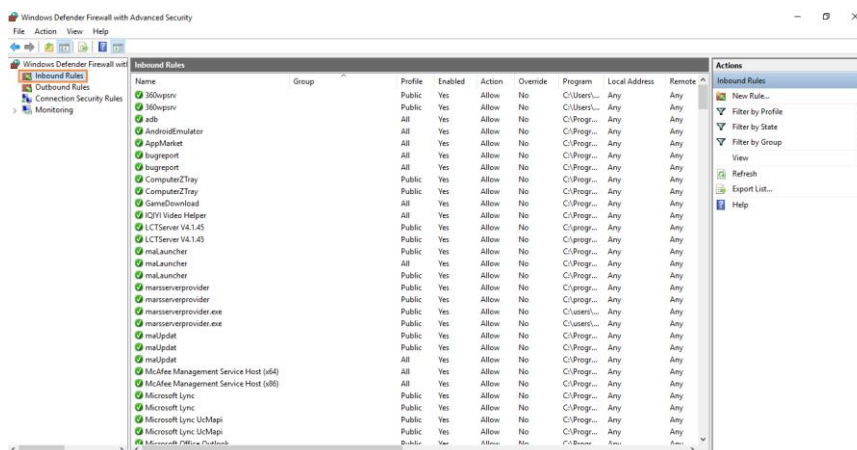 Windows Defender Firewall with Advanced Security
File Action View Help
Windows Defender Firewall with
Inbound Rules
Outbound Rules
Connection Security Rules
Monitoring
Inbound Rules
Name Group Profile Enabled Action Override Program Local Address Remote
360wpsrv Public Yes Allow No C:\Users\... Any Any
360wpsrv Public Yes Allow No C:\Users\... Any Any
adb All Yes Allow No C:\Progr... Any Any
AndroidEmulator All Yes Allow No C:\Progr... Any Any
AppMarket All Yes Allow No C:\Progr... Any Any
bugreport All Yes Allow No C:\Progr... Any Any
bugreport All Yes Allow No C:\Progr... Any Any
ComputerZTray Public Yes Allow No C:\Progr... Any Any
ComputerZTray Public Yes Allow No C:\Progr... Any Any
GameDownload All Yes Allow No C:\Progr... Any Any
IQIYI Video Helper All Yes Allow No C:\Progr... Any Any
LCTServer V4.1.45 Public Yes Allow No C:\progr... Any Any
LCTServer V4.1.45 Public Yes Allow No C:\progr... Any Any
maLauncher Public Yes Allow No C:\Progr... Any Any
maLauncher All Yes Allow No C:\Progr... Any Any
maLauncher Public Yes Allow No C:\Progr... Any Any
marsserverprovider Public Yes Allow No C:\progr... Any Any
marsserverprovider Public Yes Allow No C:\progr... Any Any
marsserverprovider.exe Public Yes Allow No C:\users\... Any Any
marsserverprovider.exe Public Yes Allow No C:\users\... Any Any
maUpdat Public Yes Allow No C:\Progr... Any Any
maUpdat Public Yes Allow No C:\Progr... Any Any
maUpdat All Yes Allow No C:\Progr... Any Any
McAfee Management Service Host (x64) All Yes Allow No C:\Progr... Any Any
McAfee Management Service Host (x86) All Yes Allow No C:\Progr... Any Any
Microsoft Lync Public Yes Allow No C:\Progr... Any Any
Microsoft Lync Public Yes Allow No C:\Progr... Any Any
Microsoft Lync UcMapi Public Yes Allow No C:\Progr... Any Any
Microsoft Lync UcMapi Public Yes Allow No C:\Progr... Any Any
Microsoft Office Outlook Public Yes Allow No C:\Progr... Any Any
Actions
Inbound Rules
New Rule...
Filter by Profile
Filter by State
Filter by Group
View
Refresh
Export List...
Help